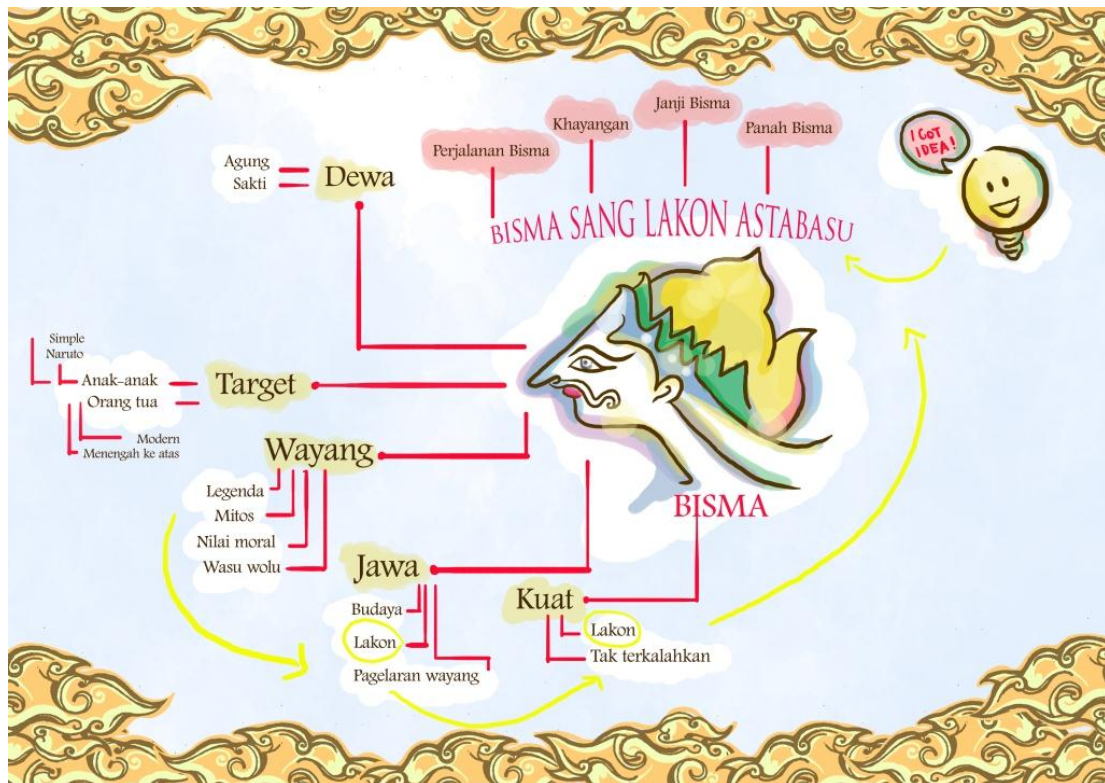 Janji Bisma
Khayangan
Panah Bisma
Perjalanan Bisma
I GOT
IDEA!
BISMA SANG LAKON ASTABASU
Agung
Sakti
Dewa
Simple
Naruto
Anak-anak
Orang tua
Target
Modern
Menengah ke atas
Wayang
Legenda
Mitos
Nilai moral
Wasu wolu
BISMA
Jawa
Budaya
Lakon
Pagelaran wayang
Kuat
Lakon
Tak terkalahkan